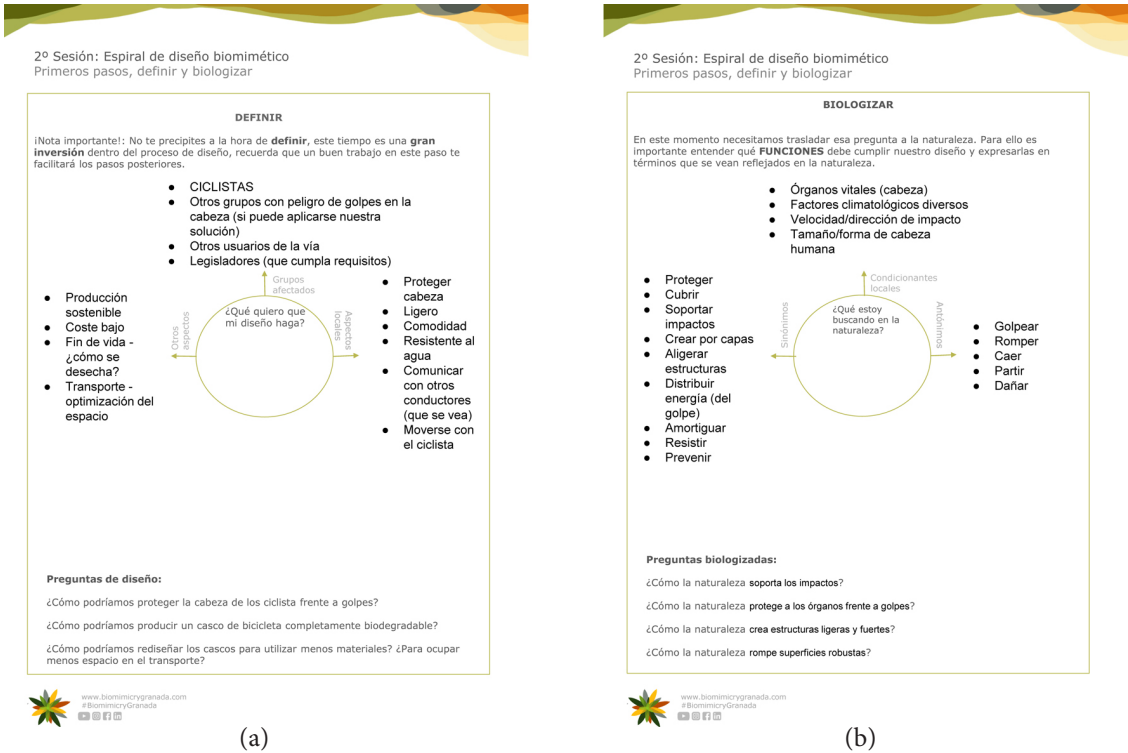 2º Sesión: Espiral de diseño biomimético
Primeros pasos, definir y biologizar
DEFINIR
¡Nota importante!: No te precipites a la hora de definir, este tiempo es una gran
inversión dentro del proceso de diseño, recuerda que un buen trabajo en este paso te
facilitará los pasos posteriores.
● CICLISTAS
● Otros grupos con peligro de golpes en la
cabeza (si puede aplicarse nuestra
solución)
● Otros usuarios de la vía
● Legisladores (que cumpla requisitos)
Grupos
afectados
● Producción
sostenible
● Coste bajo
● Fin de vida -
¿cómo se
desecha?
● Transporte -
optimización del
espacio
Otros
aspectos
¿Qué quiero que
mi diseño haga?
Aspectos
locales
● Proteger
cabeza
● Ligero
● Comodidad
● Resistente al
agua
● Comunicar
con otros
conductores
(que se vea)
● Moverse con
el ciclista
Preguntas de diseño:
¿Cómo podríamos proteger la cabeza de los ciclista frente a golpes?
¿Cómo podríamos producir un casco de bicicleta completamente biodegradable?
¿Cómo podríamos rediseñar los cascos para utilizar menos materiales? ¿Para ocupar
menos espacio en el transporte?
www.biomimicrygranada.com
#BiomimicryGranada
(a)
2º Sesión: Espiral de diseño biomimético
Primeros pasos, definir y biologizar
BIOLOGIZAR
En este momento necesitamos trasladar esa pregunta a la naturaleza. Para ello es
importante entender qué FUNCIONES debe cumplir nuestro diseño y expresarlas en
términos que se vean reflejados en la naturaleza.
● Órganos vitales (cabeza)
● Factores climatológicos diversos
● Velocidad/dirección de impacto
● Tamaño/forma de cabeza
humana
Condicionantes
locales
● Proteger
● Cubrir
● Soportar
impactos
● Crear por capas
● Aligerar
estructuras
● Distribuir
energía (del
golpe)
● Amortiguar
● Resistir
● Prevenir
Sinónimos
¿Qué estoy
buscando en la
naturaleza?
Antónimos
● Golpear
● Romper
● Caer
● Partir
● Dañar
Preguntas biologizadas:
¿Cómo la naturaleza soporta los impactos?
¿Cómo la naturaleza protege a los órganos frente a golpes?
¿Cómo la naturaleza crea estructuras ligeras y fuertes?
¿Cómo la naturaleza rompe superficies robustas?
www.biomimicrygranada.com
#BiomimicryGranada
(b)